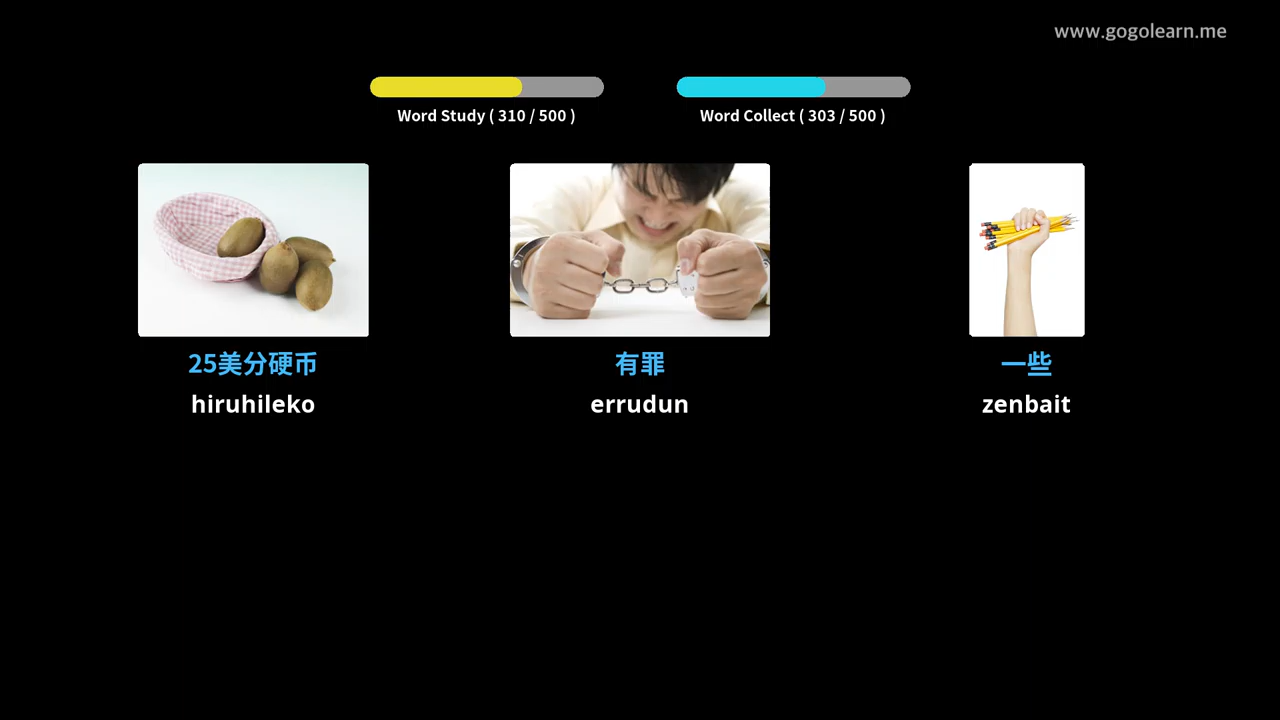 www.gogolearn.me
Word Study ( 310 / 500 )
Word Collect ( 303 / 500 )
25美分硬币
有罪
一些
hiruhileko
errudun
zenbait